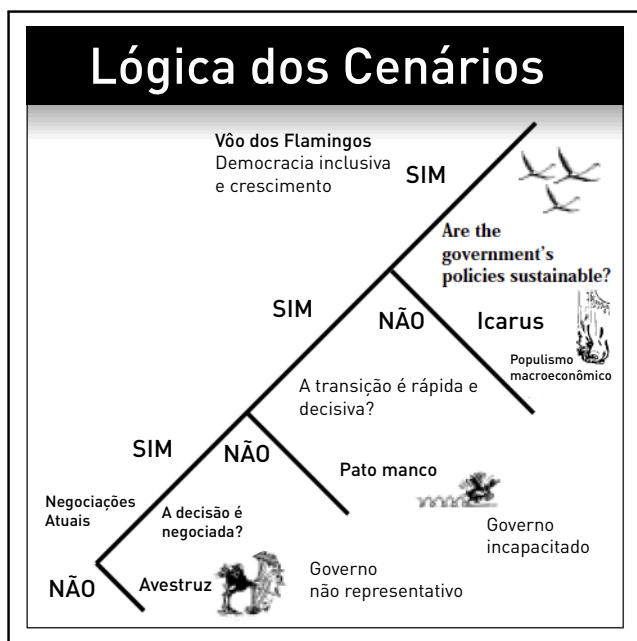 Lógica dos Cenários
Vôo dos Flamingos
Democracia inclusiva
e crescimento
SIM
Are the
government's
policies sustainable?
SIM
NÃO
Icarus
Populismo
macroeconômico
A transição é rápida e
decisiva?
SIM
NÃO
Pato manco
Governo
incapacitado
Negociações
Atuais
A decisão é
negociada?
NÃO
Avestruz
Governo
não representativo